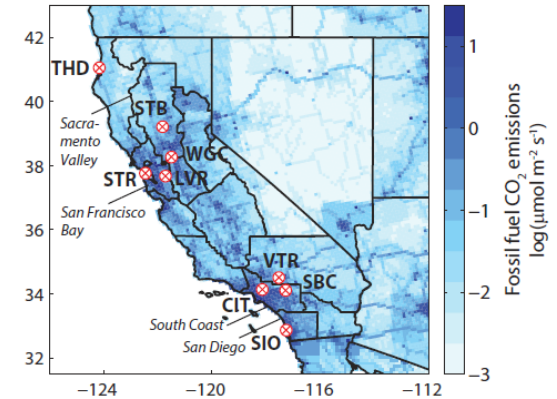 42
40
38
36
34
32
−124
−120
−116
−112
THD
STB
Sacra-
mento
Valley
WGC
STR
LVR
San Francisco
Bay
VTR
SBC
CIT
South Coast
San Diego
SIO
1
0
−1
−2
−3
Fossil fuel CO2 emissions
log(µmol m-2 s-1)